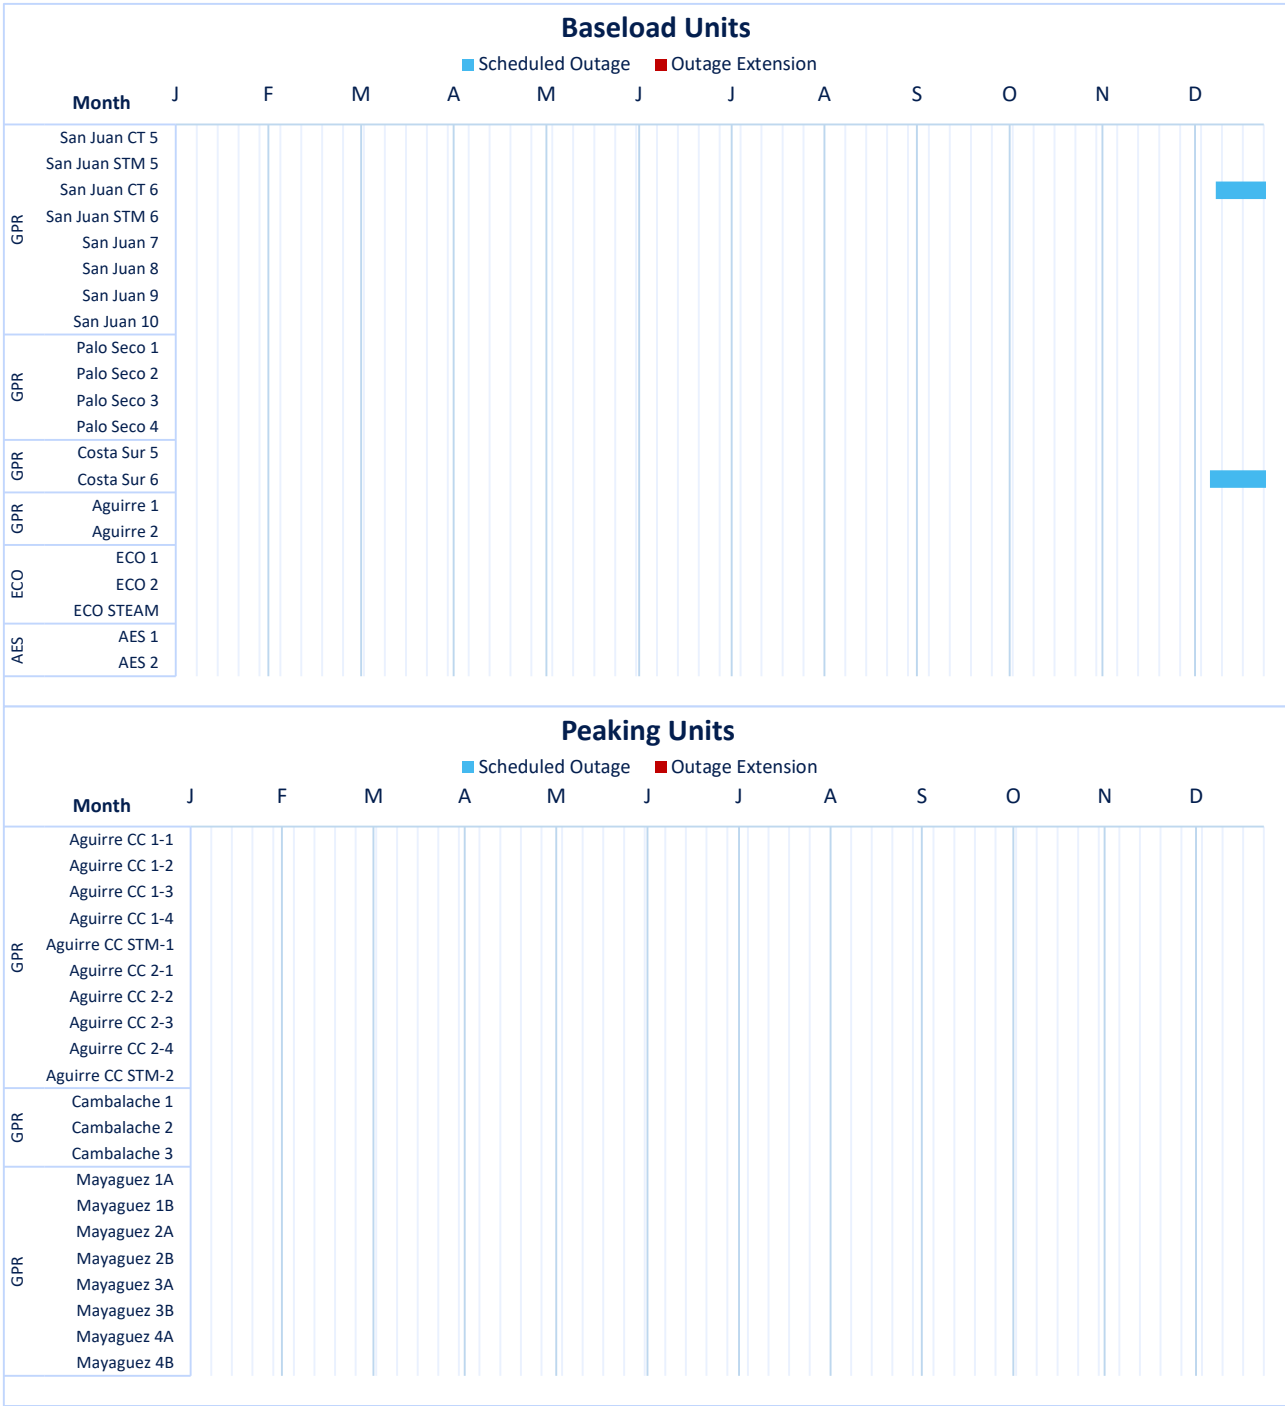 Baseload Units
Scheduled Outage Outage Extension
Month J F M A M J J A S O N D
GPR
San Juan CT 5
San Juan STM 5
San Juan CT 6
San Juan STM 6
San Juan 7
San Juan 8
San Juan 9
San Juan 10
GPR
Palo Seco 1
Palo Seco 2
Palo Seco 3
Palo Seco 4
GPR
Costa Sur 5
Costa Sur 6
GPR
Aguirre 1
Aguirre 2
ECO
ECO 1
ECO 2
ECO STEAM
AES
AES 1
AES 2
Peaking Units
Scheduled Outage Outage Extension
Month J F M A M J J A S O N D
GPR
Aguirre CC 1-1
Aguirre CC 1-2
Aguirre CC 1-3
Aguirre CC 1-4
Aguirre CC STM-1
Aguirre CC 2-1
Aguirre CC 2-2
Aguirre CC 2-3
Aguirre CC 2-4
Aguirre CC STM-2
GPR
Cambalache 1
Cambalache 2
Cambalache 3
GPR
Mayaguez 1A
Mayaguez 1B
Mayaguez 2A
Mayaguez 2B
Mayaguez 3A
Mayaguez 3B
Mayaguez 4A
Mayaguez 4B